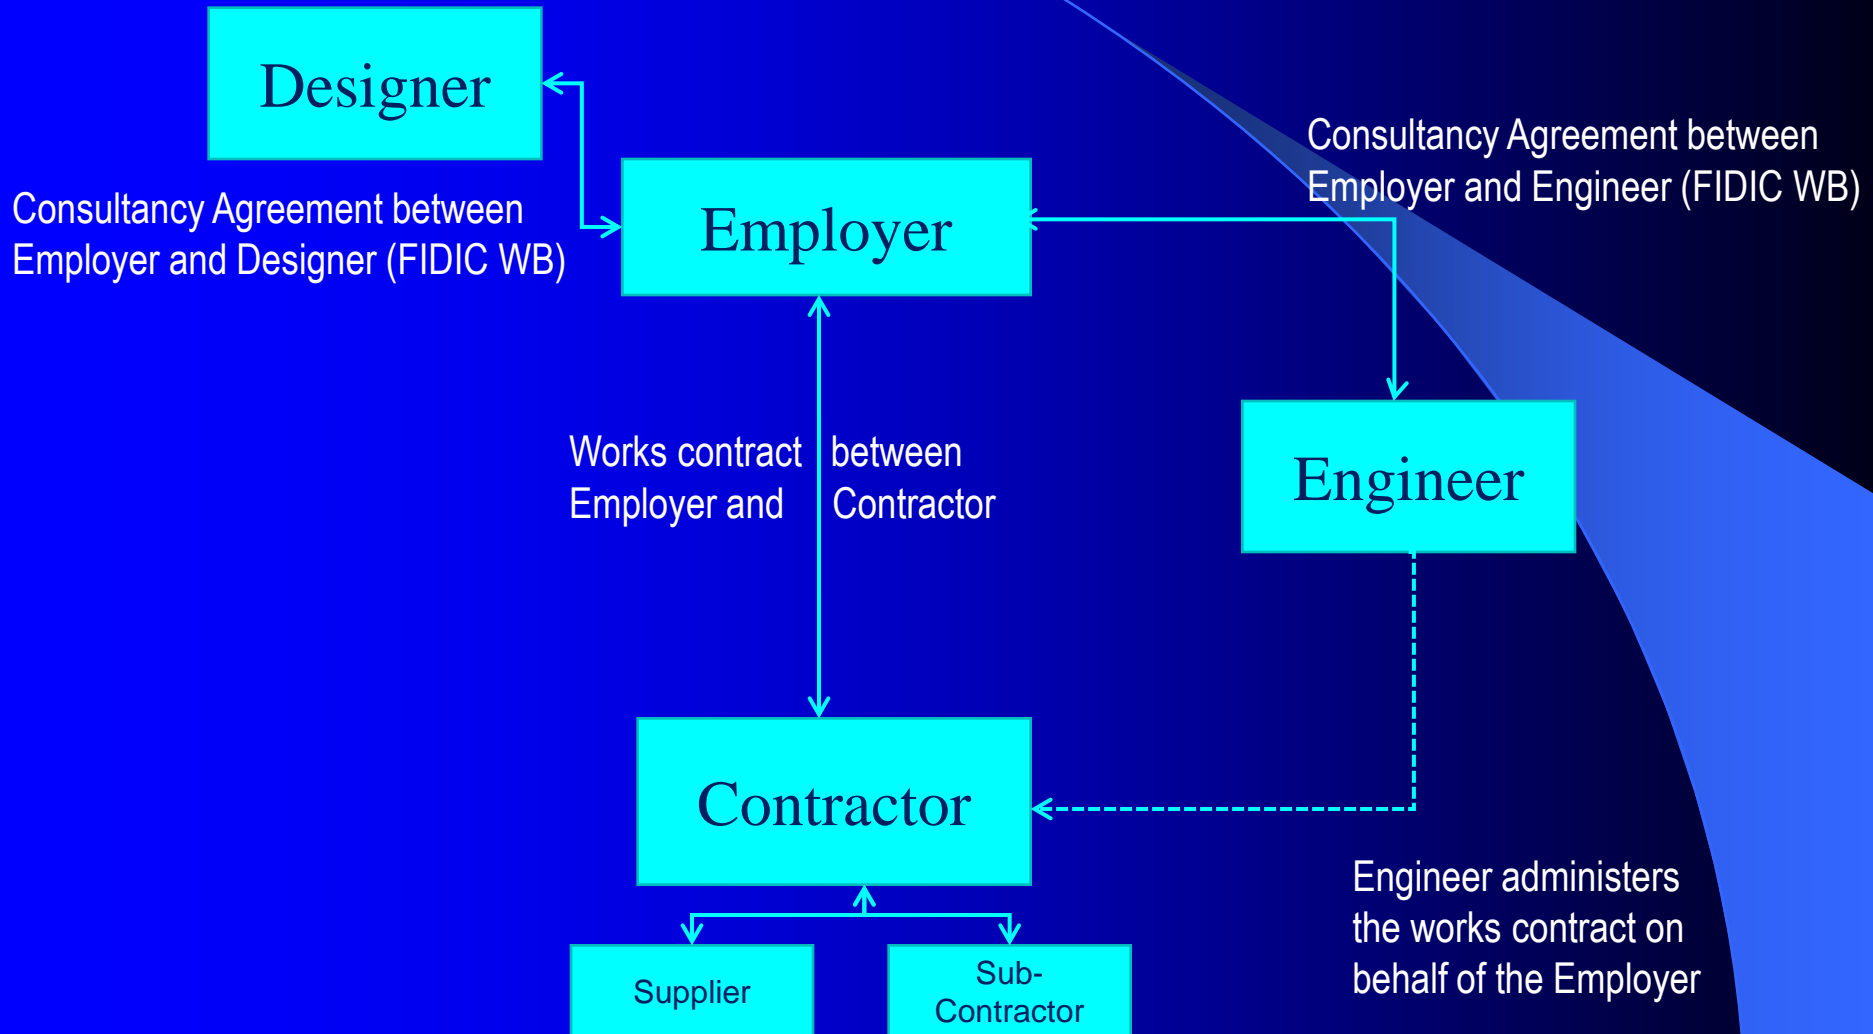 Designer
Consultancy Agreement between
Employer and Engineer (FIDIC WB)
Consultancy Agreement between
Employer and Designer (FIDIC WB)
Employer
Works contract between
Employer and Contractor
Engineer
Contractor
Engineer administers
the works contract on
behalf of the Employer
Supplier
Sub-
Contractor